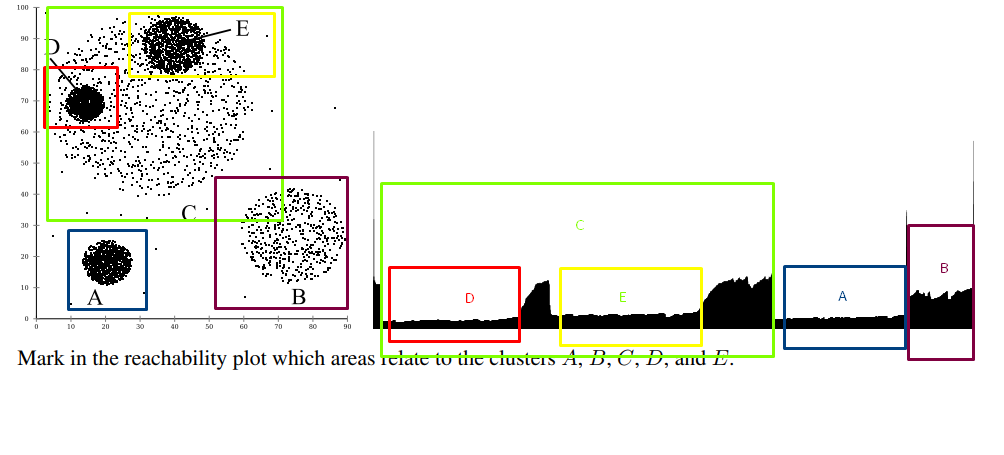 100
90
80
70
60
50
40
30
20
10
0
0 10 20 30 40 50 60 70 80 90
E
D
C
A
B
C
D
E
A
B
Mark in the reachability plot which areas relate to the clusters A, B, C, D, and E.